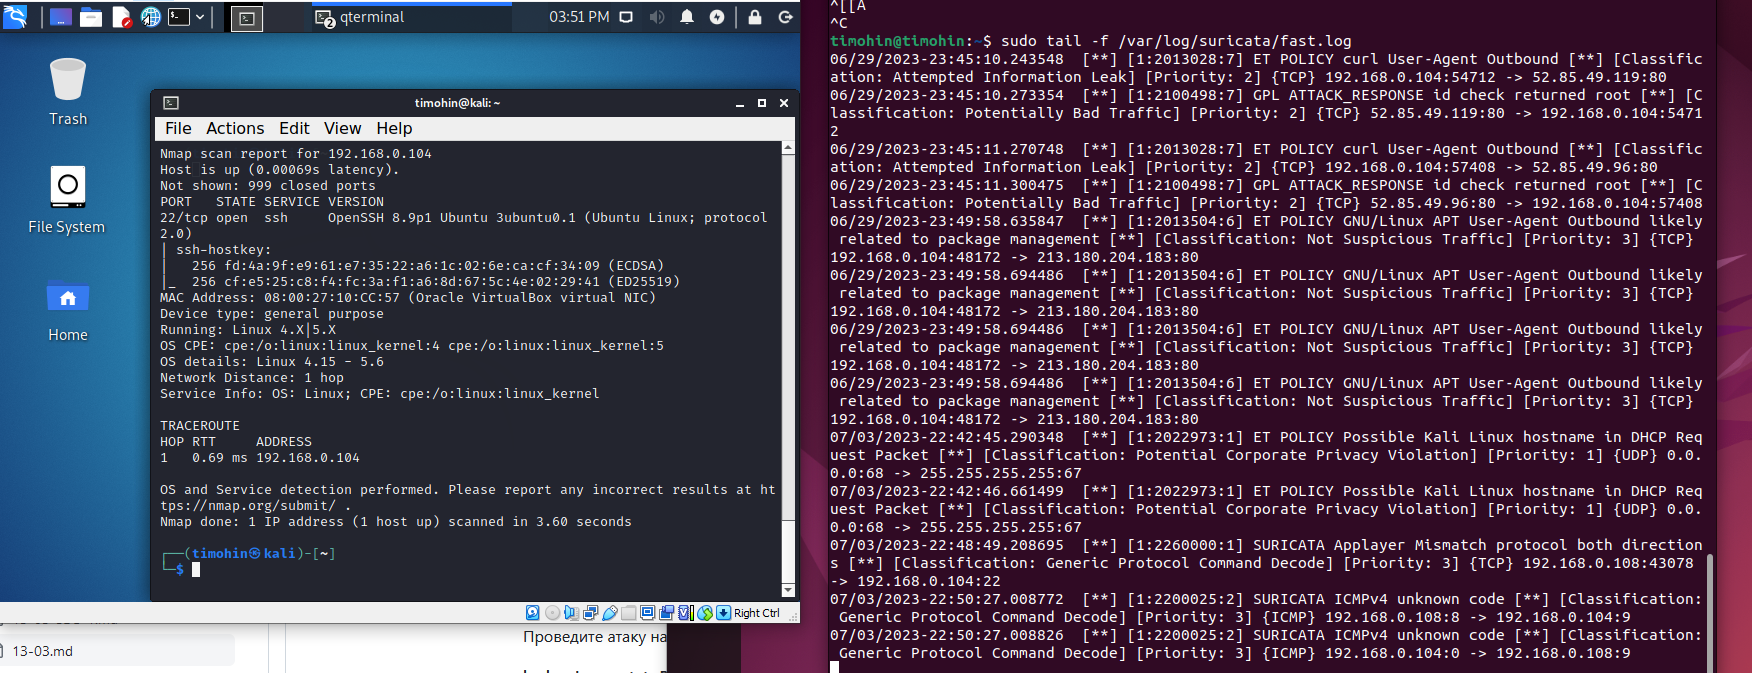 qterminal
2
03:51 PM
Trash
File System
Home
timohin@kali: ~
File Actions Edit View Help
Nmap scan report for 192.168.0.104
Host is up (0.00069s latency).
Not shown: 999 closed ports
PORT   STATE SERVICE VERSION
22/tcp open  ssh     OpenSSH 8.9p1 Ubuntu 3ubuntu0.1 (Ubuntu Linux; protocol
2.0)
| ssh-hostkey:
|   256 fd:4a:9f:e9:61:e7:35:22:a6:1c:02:6e:ca:cf:34:09 (ECDSA)
|_  256 cf:e5:25:c8:f4:fc:3a:f1:a6:8d:67:5c:4e:02:29:41 (ED25519)
MAC Address: 08:00:27:10:CC:57 (Oracle VirtualBox virtual NIC)
Device type: general purpose
Running: Linux 4.X|5.X
OS CPE: cpe:/o:linux:linux_kernel:4 cpe:/o:linux:linux_kernel:5
OS details: Linux 4.15 - 5.6
Network Distance: 1 hop
Service Info: OS: Linux; CPE: cpe:/o:linux:linux_kernel
TRACEROUTE
HOP RTT     ADDRESS
1   0.69 ms 192.168.0.104
OS and Service detection performed. Please report any incorrect results at ht
tps://nmap.org/submit/ .
Nmap done: 1 IP address (1 host up) scanned in 3.60 seconds
┌──(timohin㉿kali)-[~]
└─$
Right Ctrl
13-03.md
Проведите атаку на
^[[A
^C
timohin@timohin:~$ sudo tail -f /var/log/suricata/fast.log
06/29/2023-23:45:10.243548  [**] [1:2013028:7] ET POLICY curl User-Agent Outbound [**] [Classific
ation: Attempted Information Leak] [Priority: 2] {TCP} 192.168.0.104:54712 -> 52.85.49.119:80
06/29/2023-23:45:10.273354  [**] [1:2100498:7] GPL ATTACK_RESPONSE id check returned root [**] [C
lassification: Potentially Bad Traffic] [Priority: 2] {TCP} 52.85.49.119:80 -> 192.168.0.104:5471
2
06/29/2023-23:45:11.270748  [**] [1:2013028:7] ET POLICY curl User-Agent Outbound [**] [Classific
ation: Attempted Information Leak] [Priority: 2] {TCP} 192.168.0.104:57408 -> 52.85.49.96:80
06/29/2023-23:45:11.300475  [**] [1:2100498:7] GPL ATTACK_RESPONSE id check returned root [**] [C
lassification: Potentially Bad Traffic] [Priority: 2] {TCP} 52.85.49.96:80 -> 192.168.0.104:57408
06/29/2023-23:49:58.635847  [**] [1:2013504:6] ET POLICY GNU/Linux APT User-Agent Outbound likely
 related to package management [**] [Classification: Not Suspicious Traffic] [Priority: 3] {TCP}
192.168.0.104:48172 -> 213.180.204.183:80
06/29/2023-23:49:58.694486  [**] [1:2013504:6] ET POLICY GNU/Linux APT User-Agent Outbound likely
 related to package management [**] [Classification: Not Suspicious Traffic] [Priority: 3] {TCP}
192.168.0.104:48172 -> 213.180.204.183:80
06/29/2023-23:49:58.694486  [**] [1:2013504:6] ET POLICY GNU/Linux APT User-Agent Outbound likely
 related to package management [**] [Classification: Not Suspicious Traffic] [Priority: 3] {TCP}
192.168.0.104:48172 -> 213.180.204.183:80
06/29/2023-23:49:58.694486  [**] [1:2013504:6] ET POLICY GNU/Linux APT User-Agent Outbound likely
 related to package management [**] [Classification: Not Suspicious Traffic] [Priority: 3] {TCP}
192.168.0.104:48172 -> 213.180.204.183:80
07/03/2023-22:42:45.290348  [**] [1:2022973:1] ET POLICY Possible Kali Linux hostname in DHCP Req
uest Packet [**] [Classification: Potential Corporate Privacy Violation] [Priority: 1] {UDP} 0.0.
0.0:68 -> 255.255.255.255:67
07/03/2023-22:42:46.661499  [**] [1:2022973:1] ET POLICY Possible Kali Linux hostname in DHCP Req
uest Packet [**] [Classification: Potential Corporate Privacy Violation] [Priority: 1] {UDP} 0.0.
0.0:68 -> 255.255.255.255:67
07/03/2023-22:48:49.208695  [**] [1:2260000:1] SURICATA Applayer Mismatch protocol both direction
s [**] [Classification: Generic Protocol Command Decode] [Priority: 3] {TCP} 192.168.0.108:43078
-> 192.168.0.104:22
07/03/2023-22:50:27.008772  [**] [1:2200025:2] SURICATA ICMPv4 unknown code [**] [Classification:
 Generic Protocol Command Decode] [Priority: 3] {ICMP} 192.168.0.108:8 -> 192.168.0.104:9
07/03/2023-22:50:27.008826  [**] [1:2200025:2] SURICATA ICMPv4 unknown code [**] [Classification:
 Generic Protocol Command Decode] [Priority: 3] {ICMP} 192.168.0.104:0 -> 192.168.0.108:9